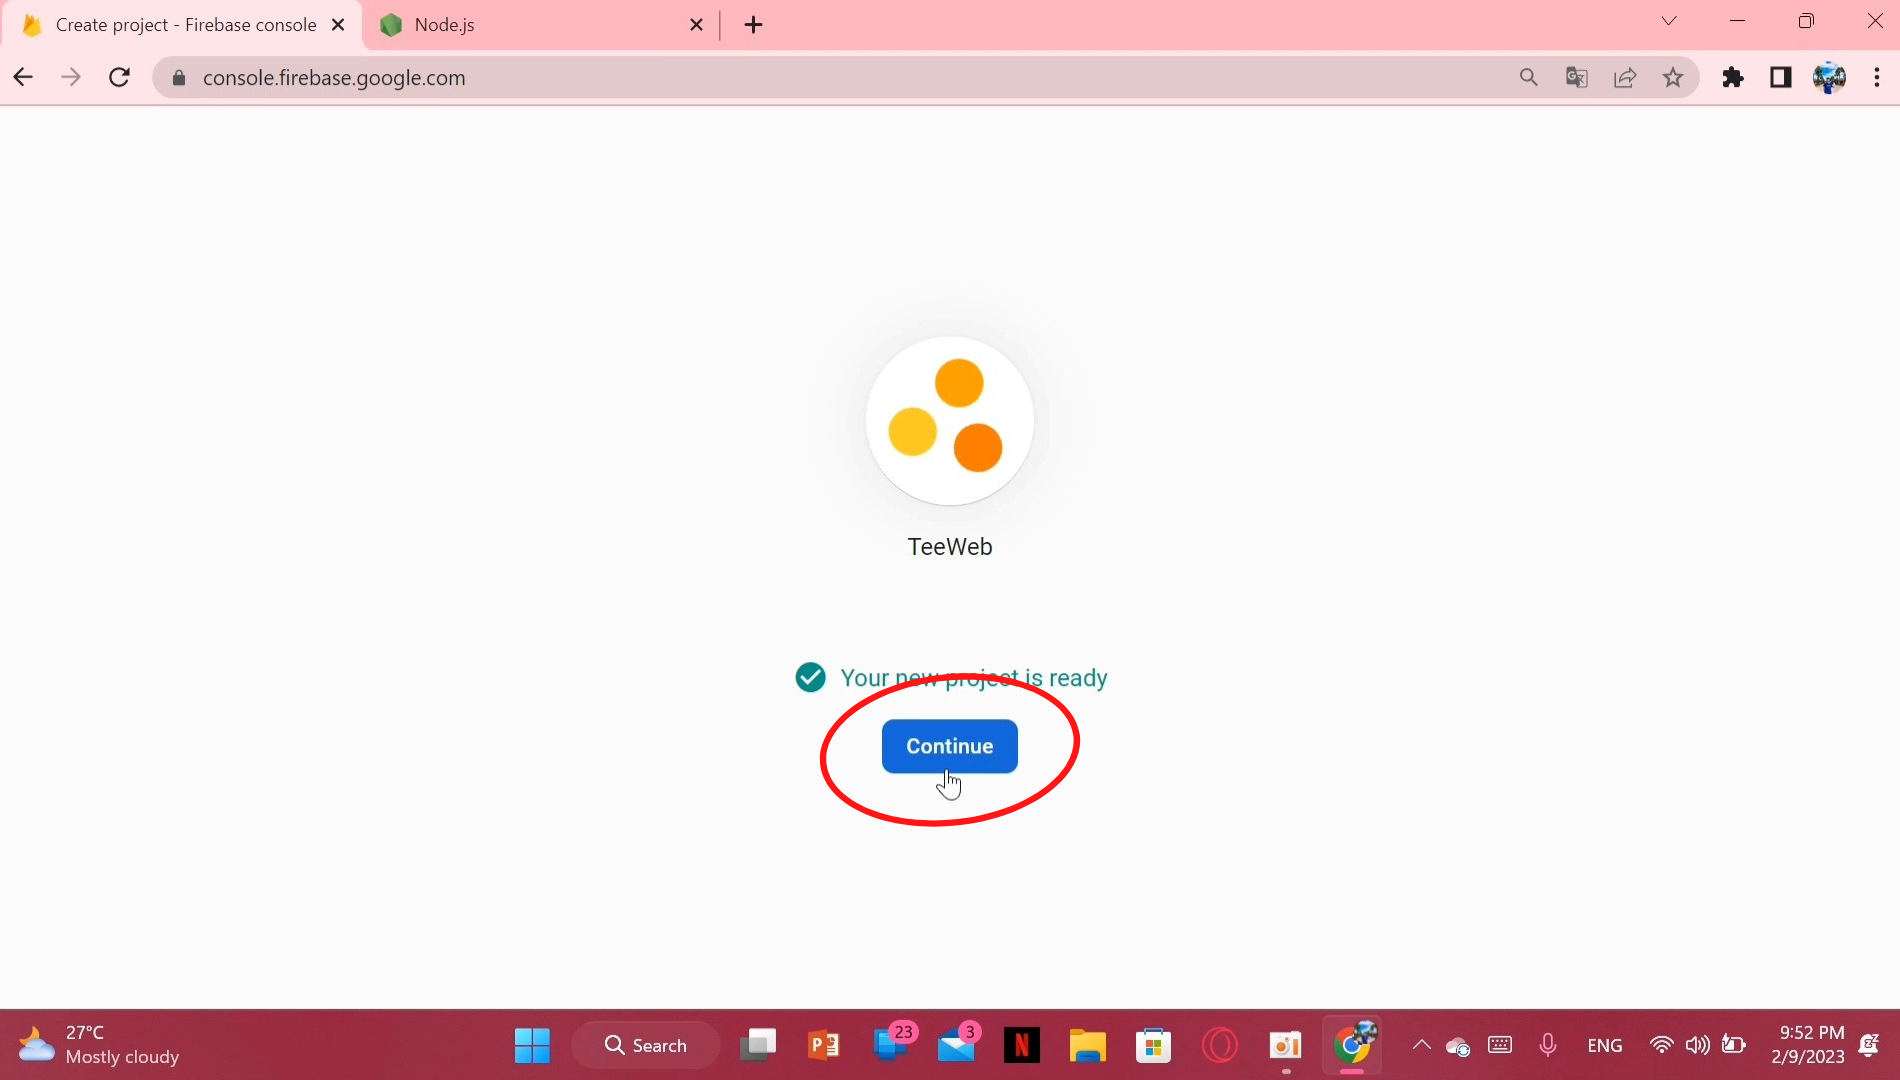 Create project - Firebase console
Node.js
console.firebase.google.com
TeeWeb
Your new project is ready
Continue
27°C
Mostly cloudy
Search
23
3
ENG
9:52 PM
2/9/2023